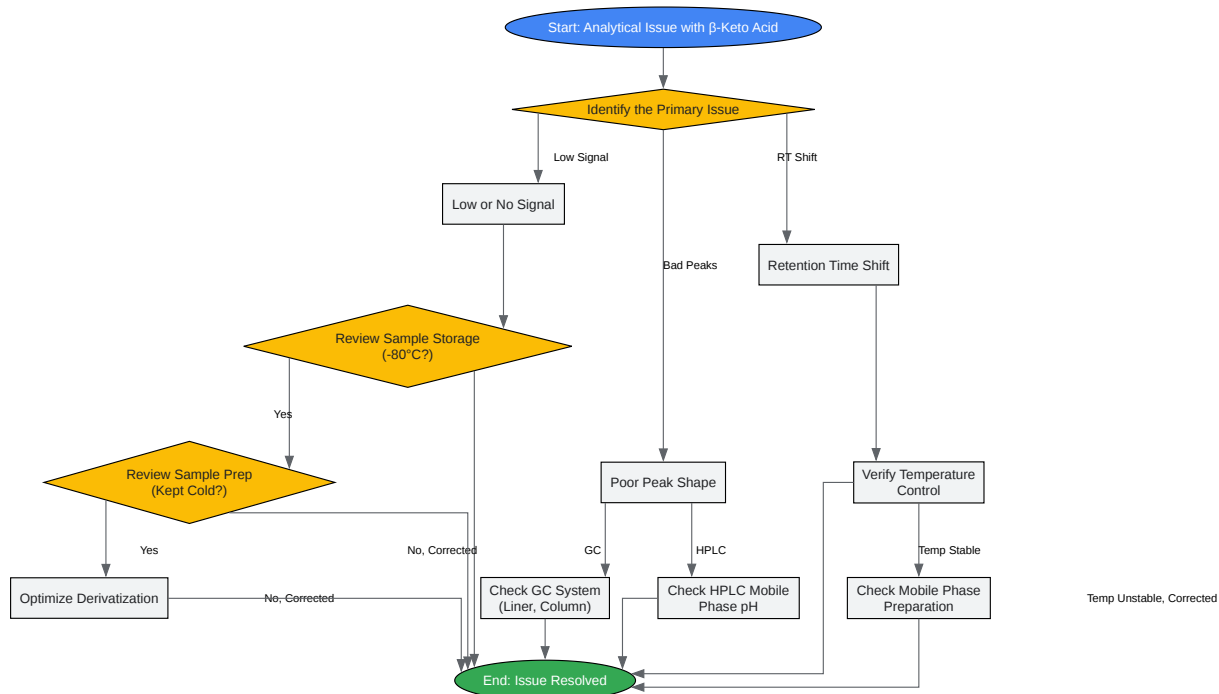 Start: Analytical Issue with β-Keto Acid
Identify the Primary Issue
Low Signal
RT Shift
Low or No Signal
Bad Peaks
Retention Time Shift
Review Sample Storage
(-80°C?)
Yes
Review Sample Prep
(Kept Cold?)
Poor Peak Shape
Verify Temperature
Control
Yes
No, Corrected
GC
HPLC
Temp Stable
Optimize Derivatization
No, Corrected
Check GC System
(Liner, Column)
Check HPLC Mobile
Phase pH
Check Mobile Phase
Preparation
Temp Unstable, Corrected
End: Issue Resolved